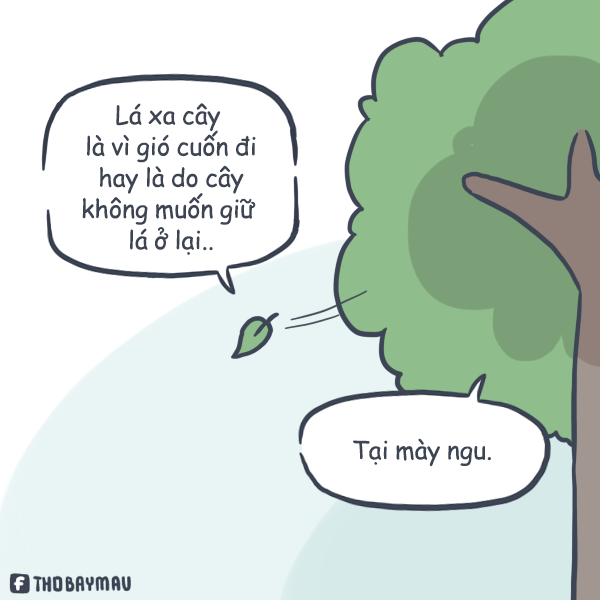 Lá xa cây
là vì gió cuốn đi
hay là do cây
không muốn giữ
lá ở lại..
Tại mày ngu.
f THOBAYMAU